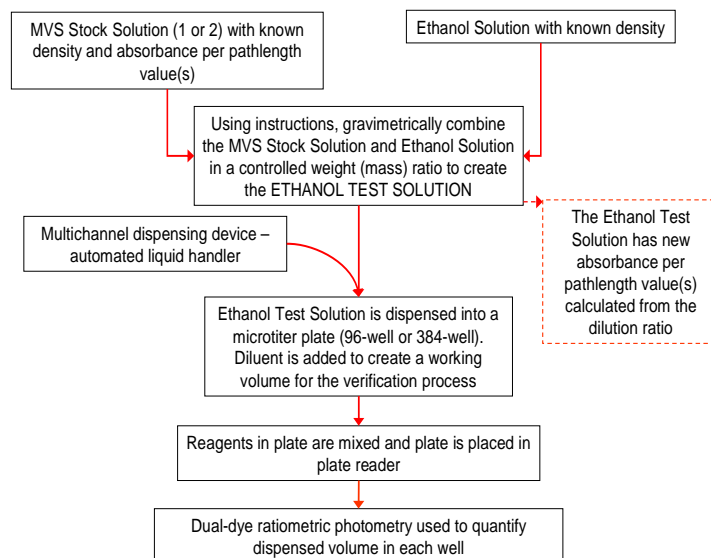 MVS Stock Solution (1 or 2) with known
density and absorbance per pathlength
value(s)
Ethanol Solution with known density
Using instructions, gravimetrically combine
the MVS Stock Solution and Ethanol Solution
in a controlled weight (mass) ratio to create
the ETHANOL TEST SOLUTION
The Ethanol Test
Solution has new
absorbance per
pathlength value(s)
calculated from the
dilution ratio
Multichannel dispensing device –
automated liquid handler
Ethanol Test Solution is dispensed into a
microtiter plate (96-well or 384-well).
Diluent is added to create a working
volume for the verification process
Reagents in plate are mixed and plate is placed in
plate reader
Dual-dye ratiometric photometry used to quantify
dispensed volume in each well